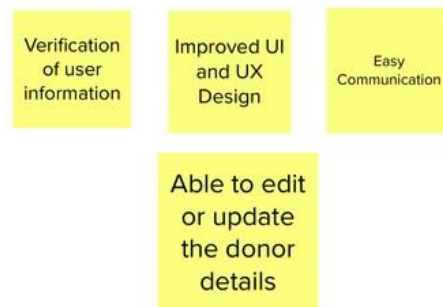 Verification
of user
information
Improved UI
and UX
Design
Easy
Communication
Able to edit
or update
the donor
details